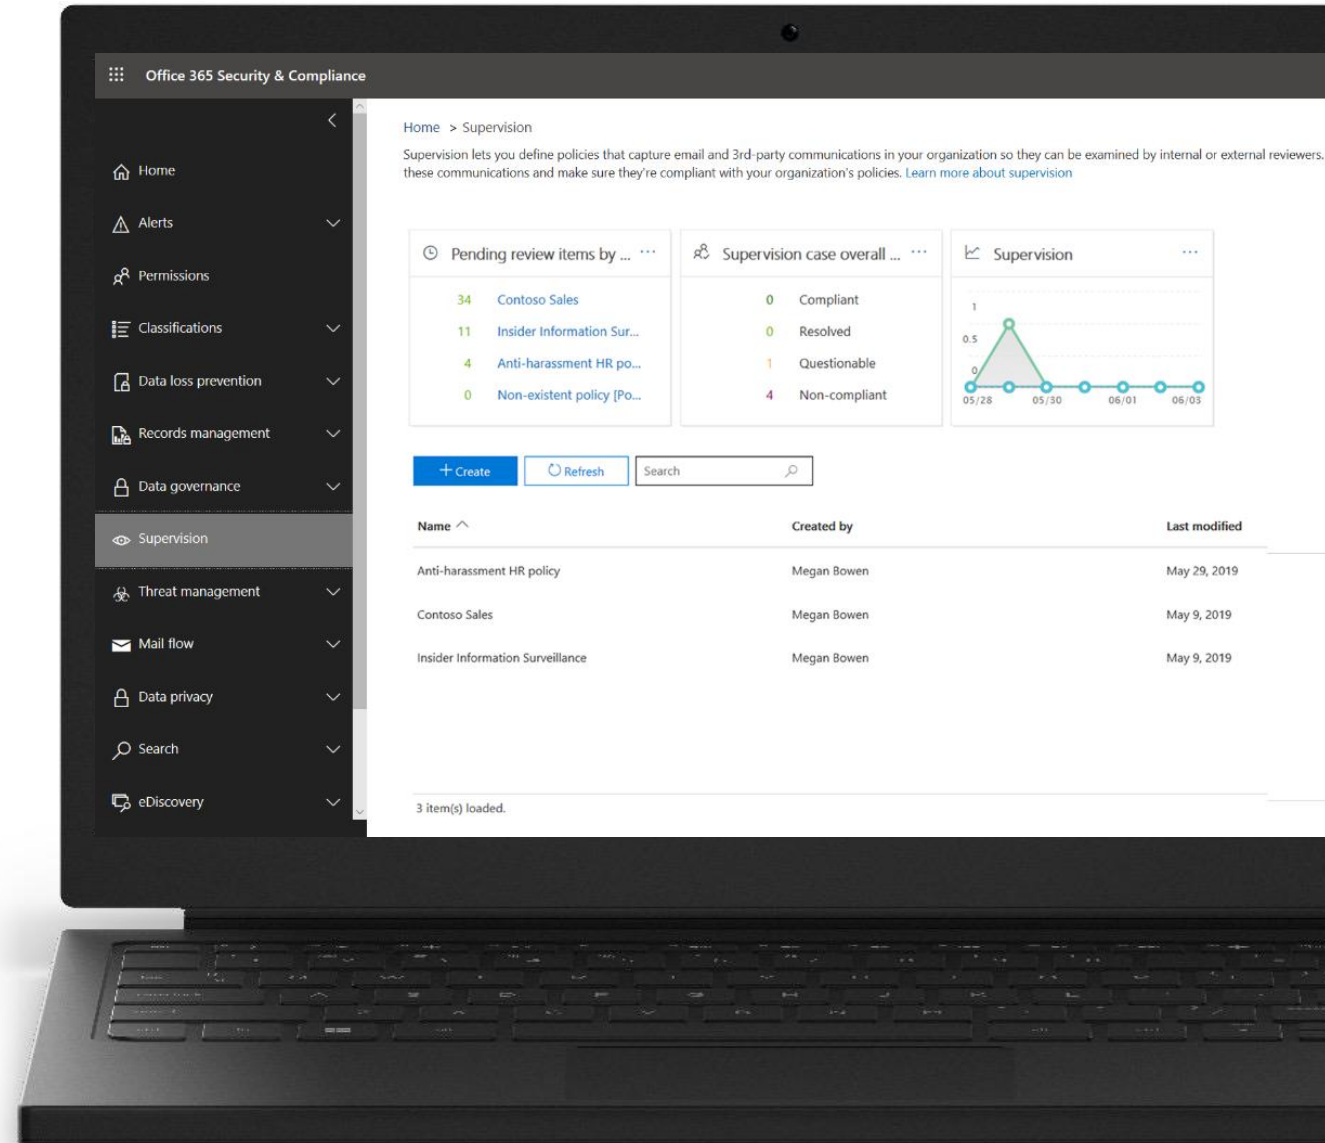 Office 365 Security & Compliance
Home
Alerts
Permissions
Classifications
Data loss prevention
Records management
Data governance
Supervision
Threat management
Mail flow
Data privacy
Search
eDiscovery
Home > Supervision
Supervision lets you define policies that capture email and 3rd-party communications in your organization so they can be examined by internal or external reviewers.
these communications and make sure they're compliant with your organization's policies. Learn more about supervision
Pending review items by ...
34 Contoso Sales
11 Insider Information Sur...
4 Anti-harassment HR po...
0 Non-existent policy [Po...
Supervision case overall ...
0 Compliant
0 Resolved
1 Questionable
4 Non-compliant
Supervision
1
0.5
0
05/28 05/30 06/01 06/03
+ Create
Refresh
Search
Name Created by Last modified
Anti-harassment HR policy Megan Bowen May 29, 2019
Contoso Sales Megan Bowen May 9, 2019
Insider Information Surveillance Megan Bowen May 9, 2019
3 item(s) loaded.